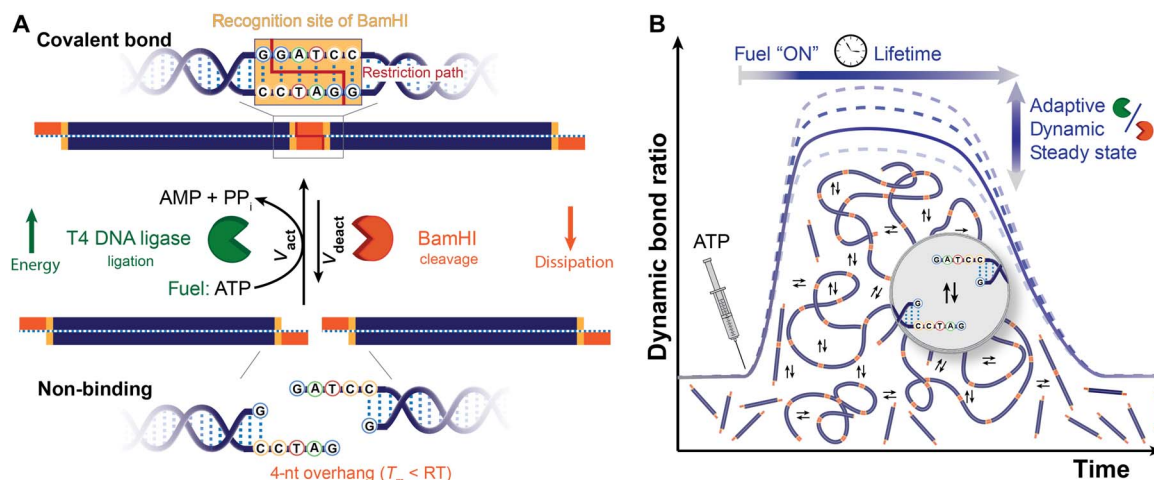 A
Recognition site of BamHI
Covalent bond
G G A T C C
Restriction path
C C T A G G
AMP + PPi
Energy
T4 DNA ligase
ligation
Vact
Vdeact
BamHI
cleavage
Dissipation
Fuel: ATP
Non-binding
G A T C C
G
G
C C T A G
4-nt overhang (Tm < RT)
B
Fuel “ON”
Lifetime
Adaptive
Dynamic
Steady state
Dynamic bond ratio
ATP
G A T C C
G
G
C C T A G
Time